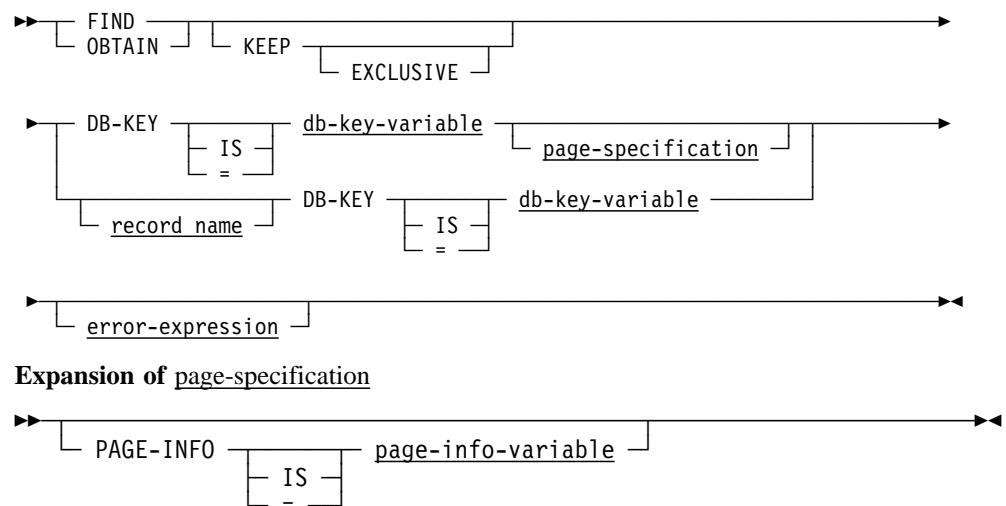 FIND
OBTAIN KEEP
EXCLUSIVE
DB-KEY db-key-variable
IS page-specification
=
DB-KEY db-key-variable
record name IS
=
error-expression
Expansion of page-specification
PAGE-INFO page-info-variable
IS
=